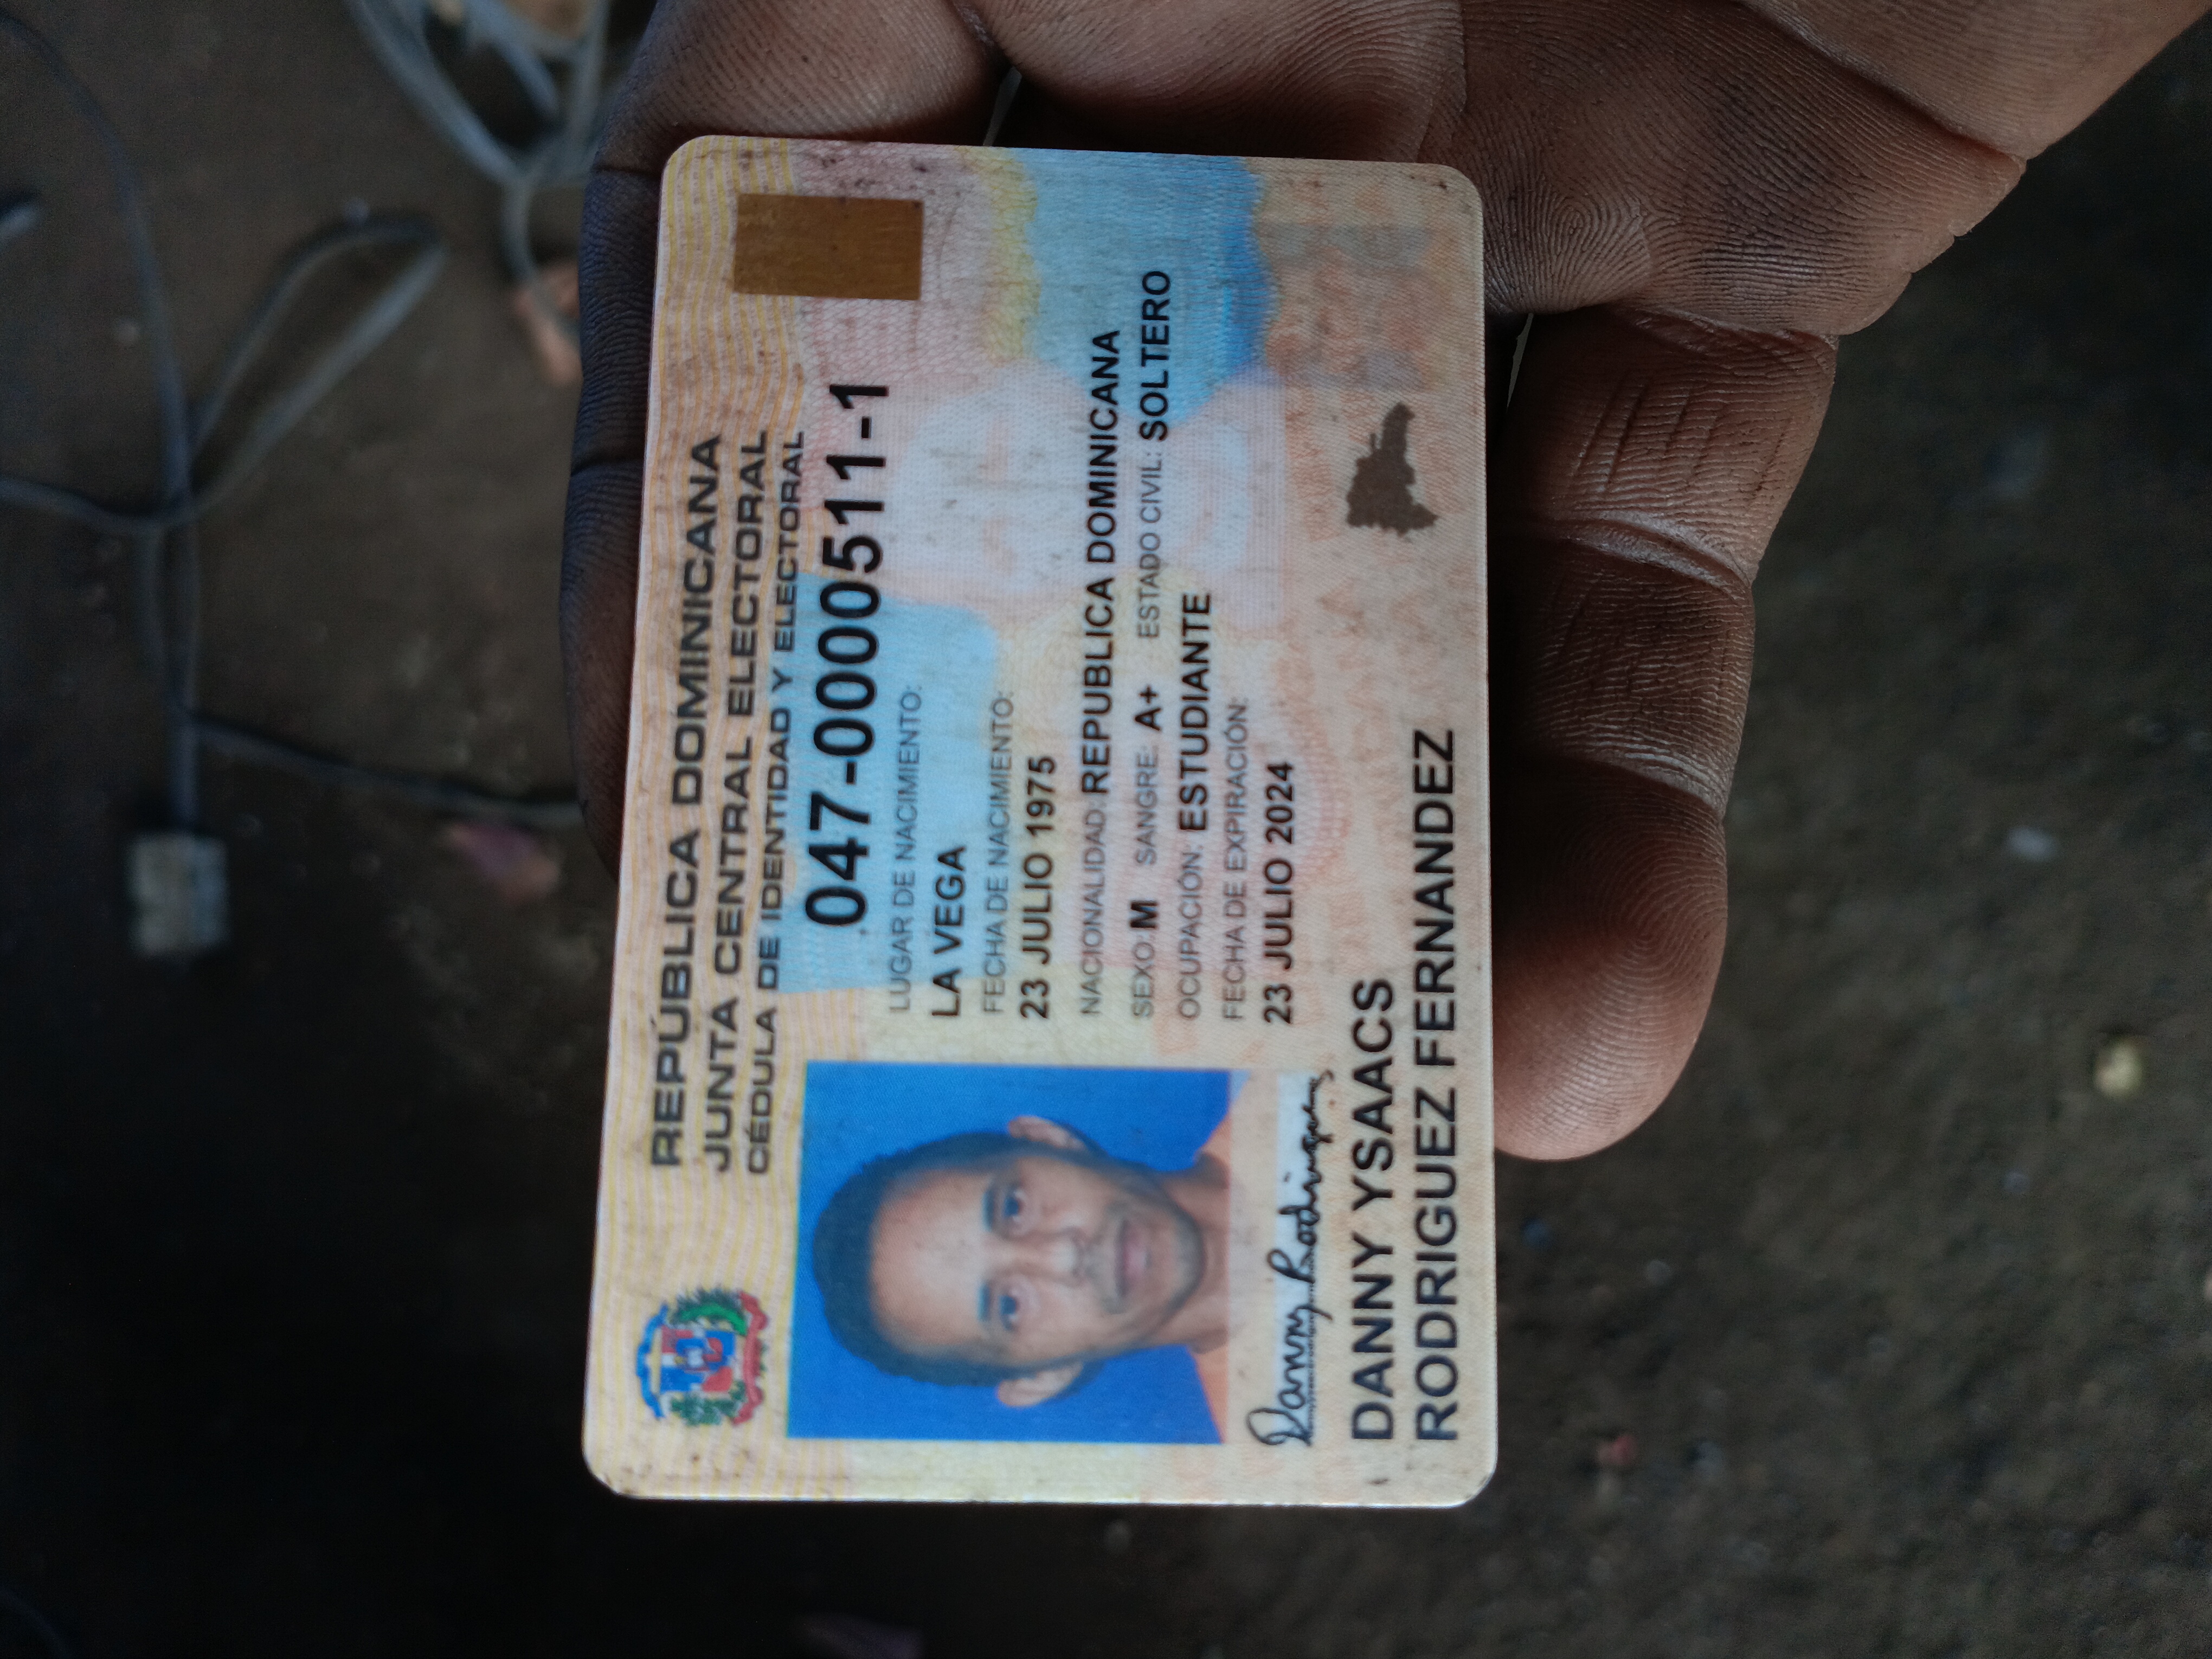 REPÚBLICA DOMINICANA
JUNTA CENTRAL ELECTORAL
CÉDULA DE IDENTIDAD Y ELECTORAL
047-0000511-1
LUGAR DE NACIMIENTO:
LA VEGA
FECHA DE NACIMIENTO:
23 JULIO 1975
NACIONALIDAD: REPUBLICA DOMINICANA
SEXO: M SANGRE: A+ ESTADO CIVIL: SOLTERO
OCUPACIÓN: ESTUDIANTE
FECHA DE EXPIRACIÓN:
23 JULIO 2024
Danny Rodriguez
DANNY YSAACS
RODRIGUEZ FERNANDEZ